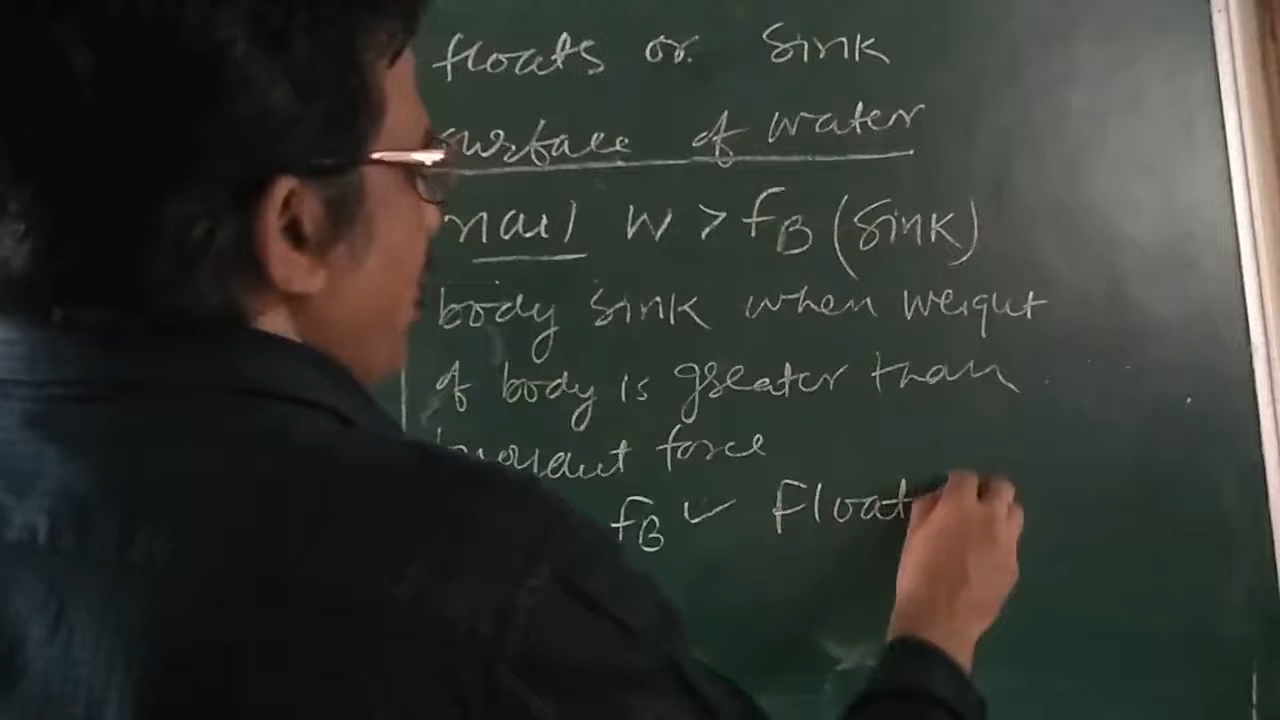 floats or sink
surface of water
nail W > fB (sink)
body sink when weight
of body is greater than
buoyant force
fB ✓ Float